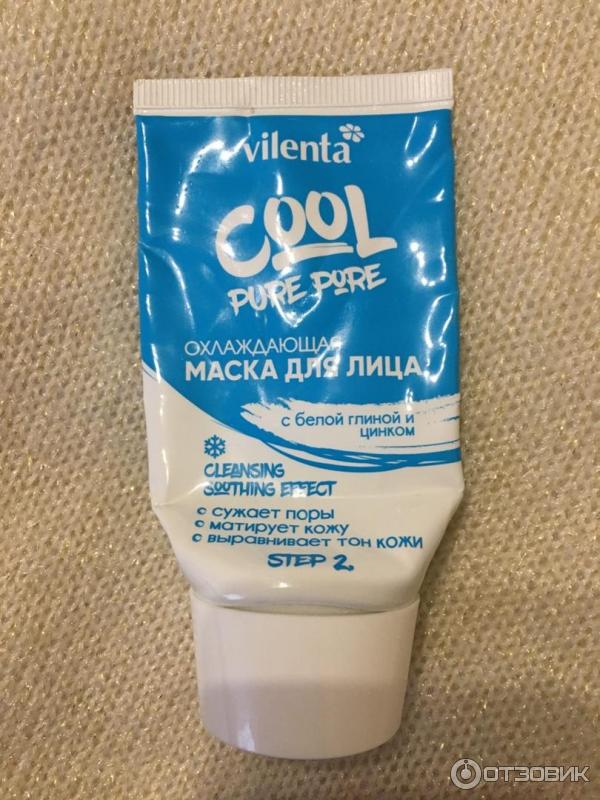 vilenta
COOL
PURE PORE
ОХЛАЖДАЮЩАЯ
МАСКА ДЛЯ ЛИЦА
с белой глиной и
цинком
CLEANSING
SOOTHING EFFECT
сужает поры
матирует кожу
выравнивает тон кожи
STEP 2.
ОТЗОВИК